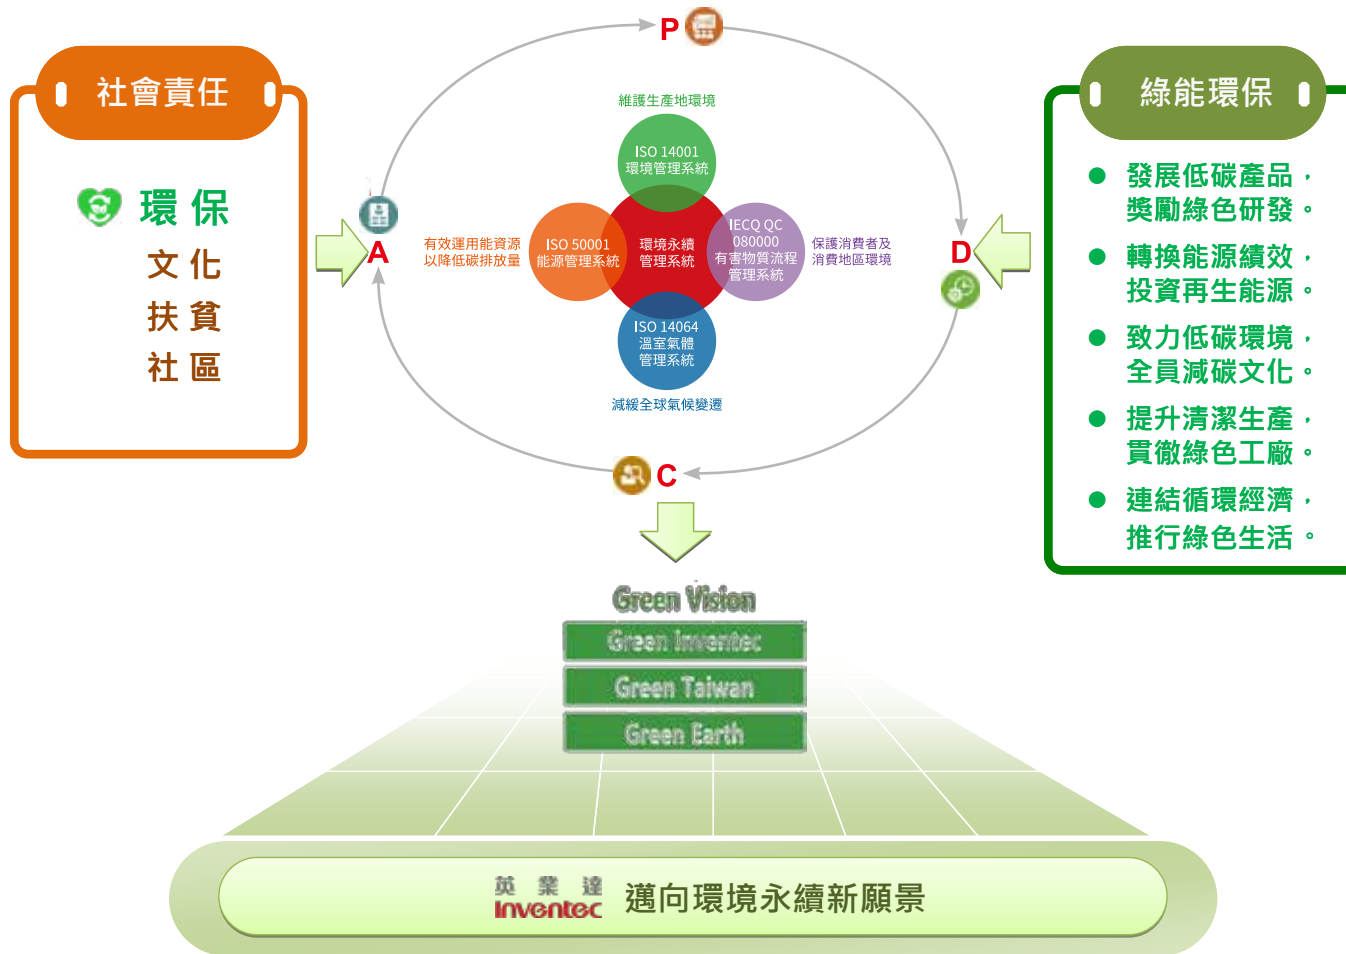 P
社會責任
環保
文化
扶貧
社區
維護生產地環境
ISO 14001
環境管理系統
A
有效運用能資源
以降低碳排放量
ISO 50001
能源管理系統
環境永續
管理系統
IECQ QC
080000
有害物質流程
管理系統
保護消費者及
消費地區環境
D
ISO 14064
溫室氣體
管理系統
減緩全球氣候變遷
C
綠能環保
● 發展低碳產品，
獎勵綠色研發。
● 轉換能源績效，
投資再生能源。
● 致力低碳環境，
全員減碳文化。
● 提升清潔生產，
貫徹綠色工廠。
● 連結循環經濟，
推行綠色生活。
Green Vision
Green Inventec
Green Taiwan
Green Earth
英業達
Inventec
邁向環境永續新願景